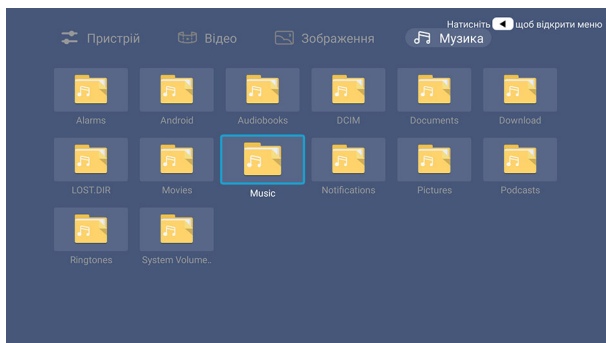 Натисніть ◀ щоб відкрити меню
Пристрій Відео Зображення Музика
Alarms Android Audiobooks DCIM Documents Download
LOST.DIR Movies Music Notifications Pictures Podcasts
Ringtones System Volume..